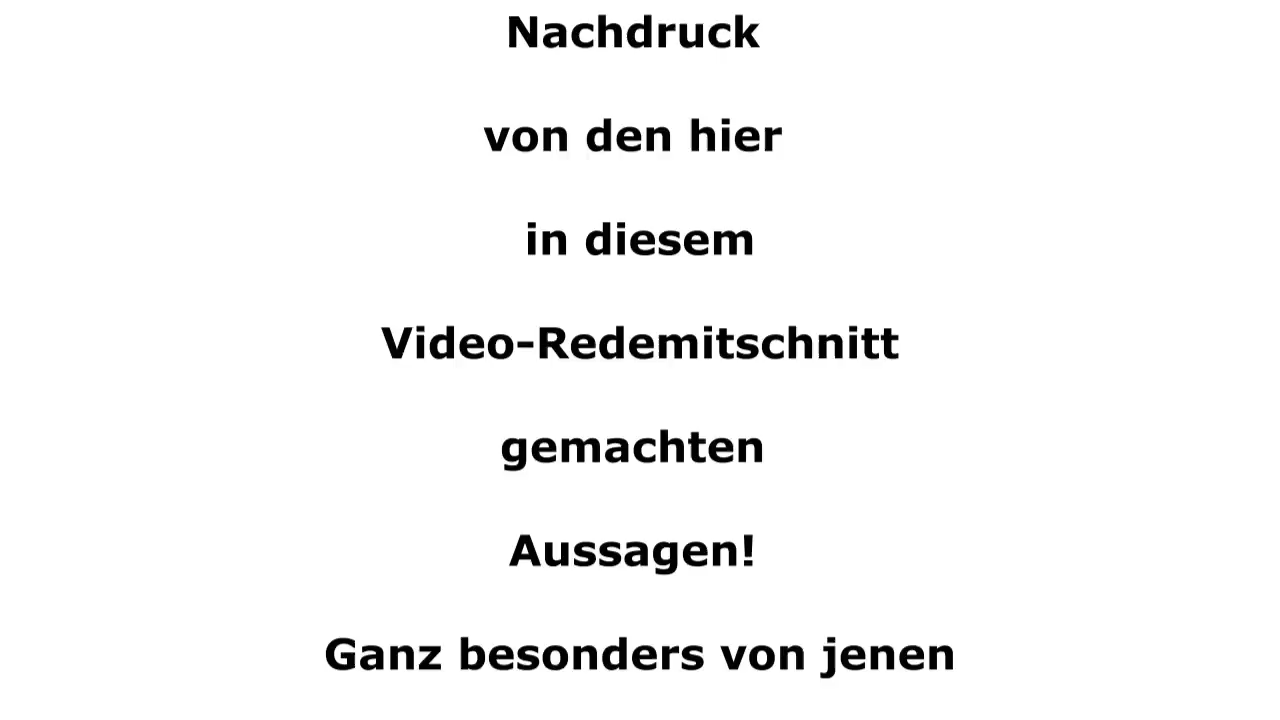 Nachdruck
von den hier
in diesem
Video-Redemitschnitt
gemachten
Aussagen!
Ganz besonders von jenen